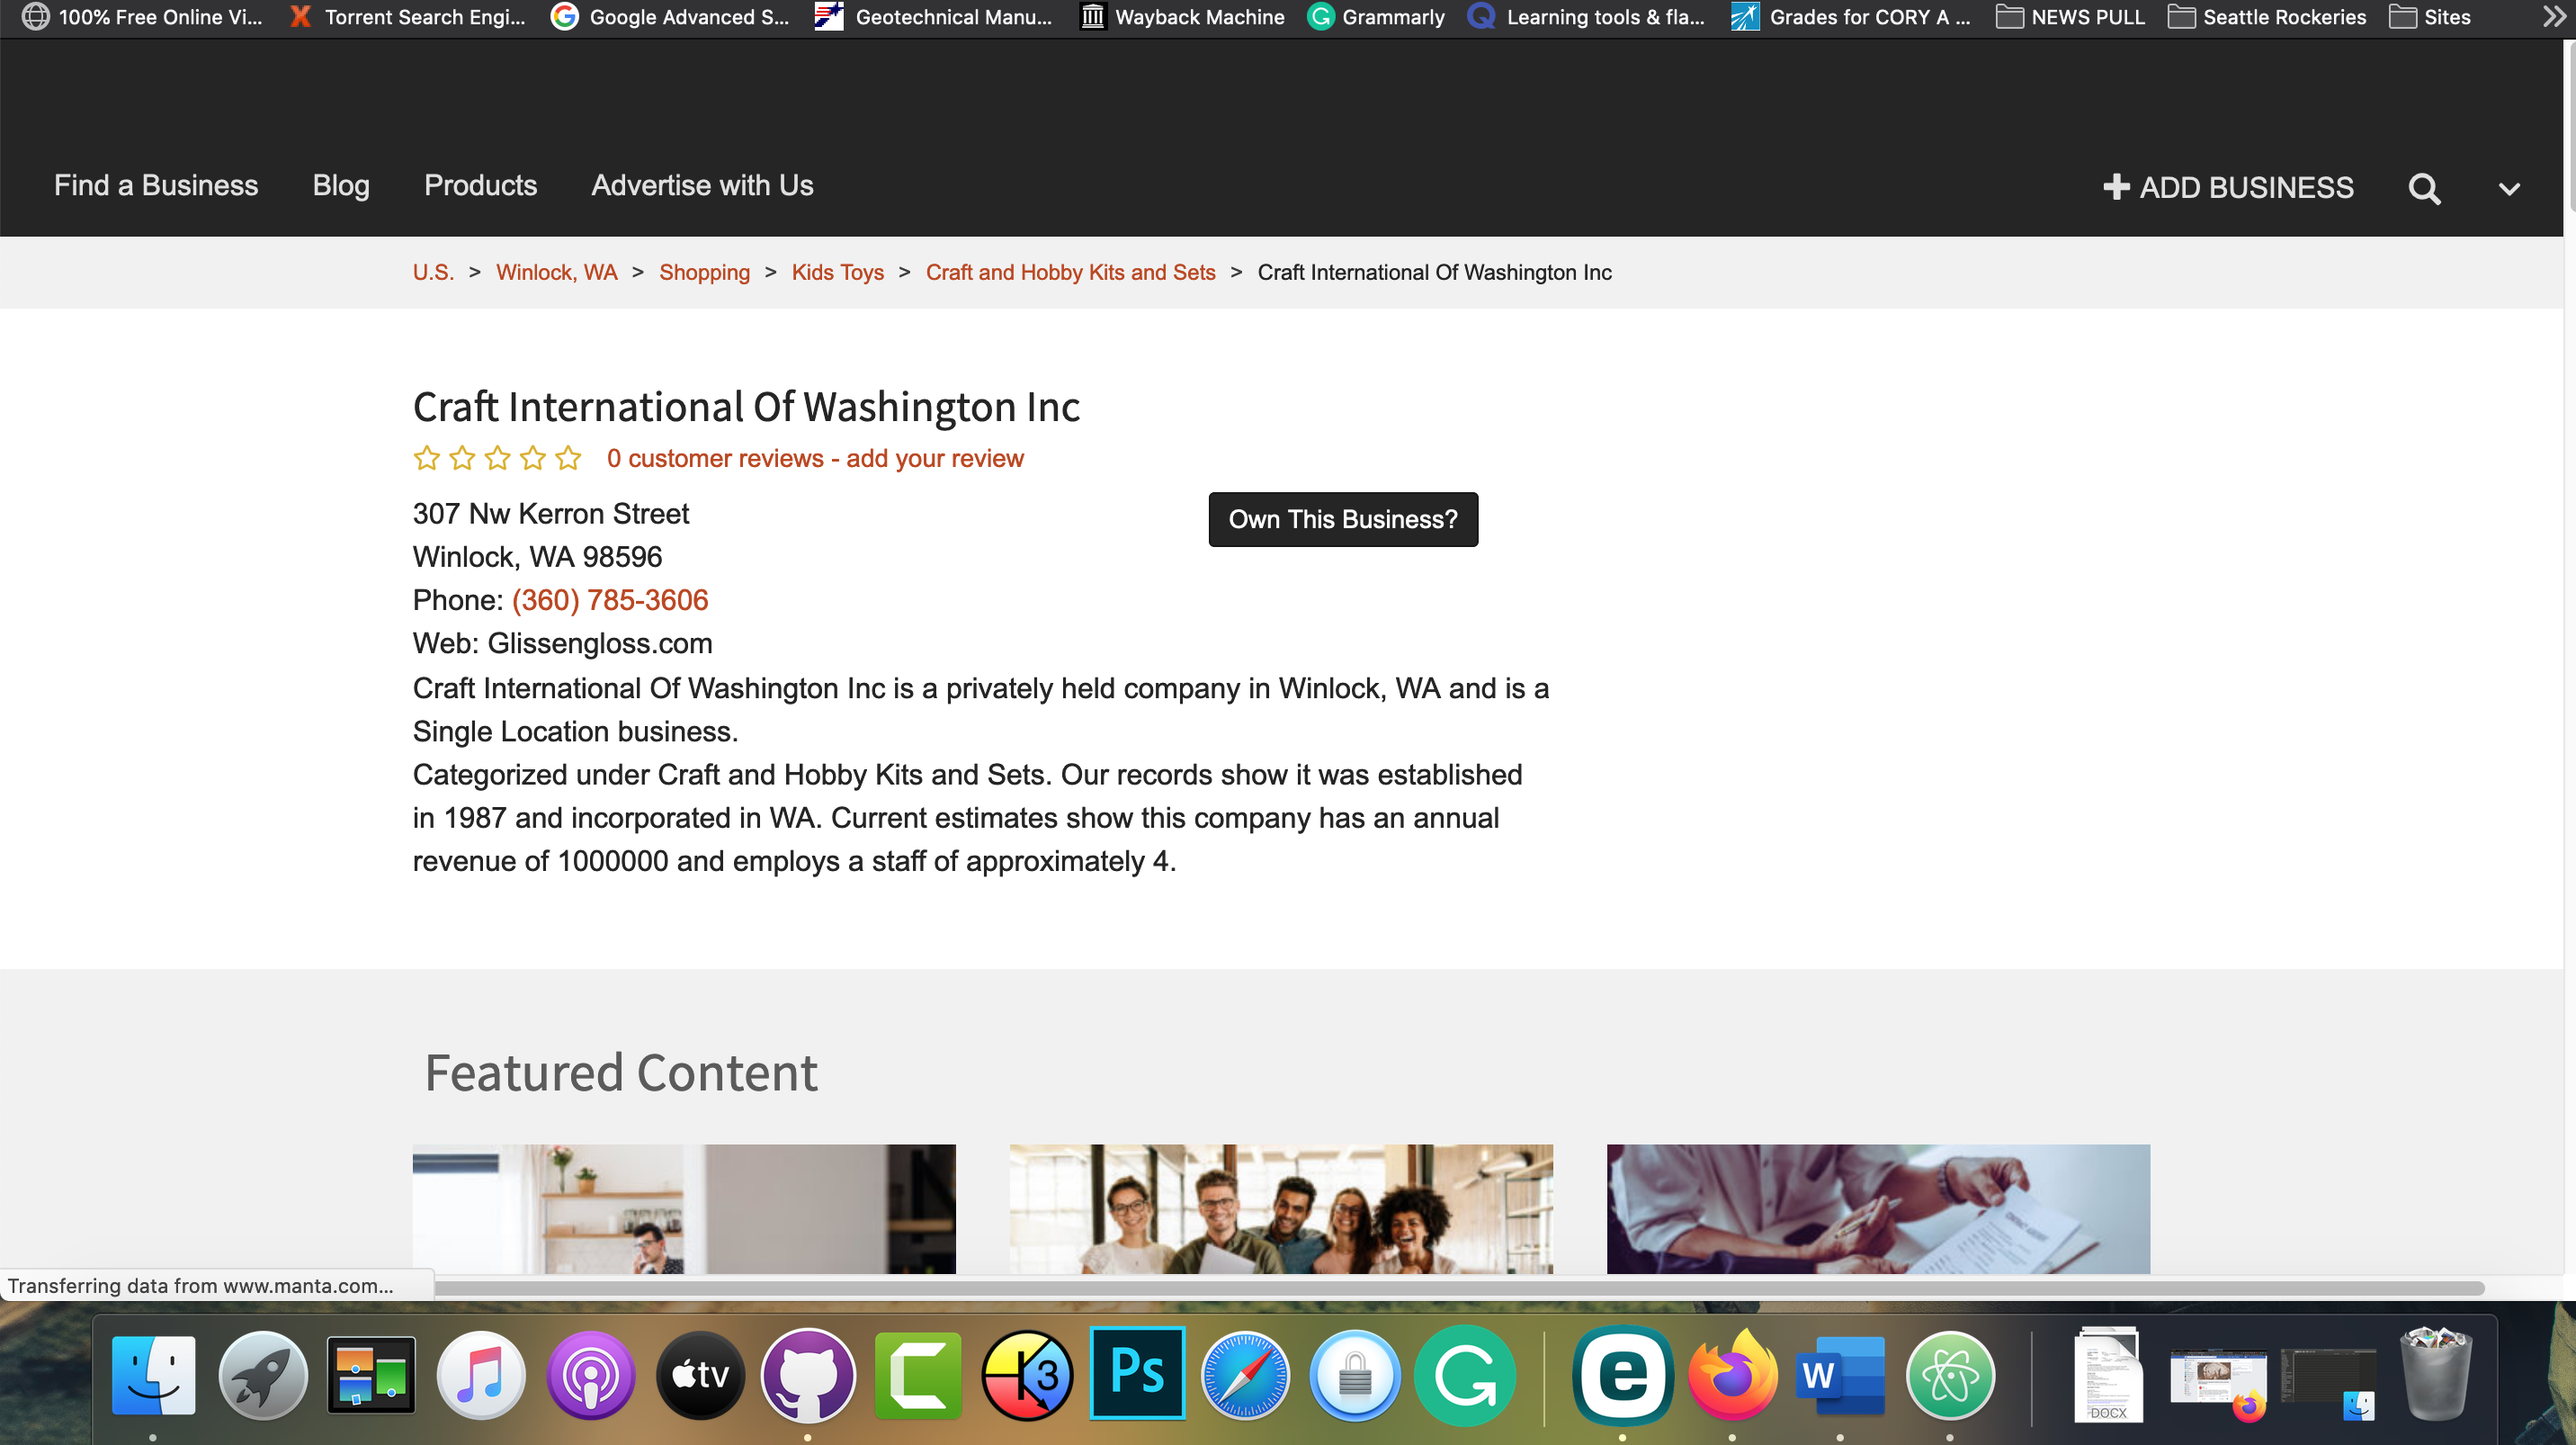 100% Free Online Vi... Torrent Search Engi... Google Advanced S... Geotechnical Manu... Wayback Machine Grammarly Learning tools & fla... Grades for CORY A ... NEWS PULL Seattle Rockeries Sites
Find a Business Blog Products Advertise with Us ADD BUSINESS
U.S. > Winlock, WA > Shopping > Kids Toys > Craft and Hobby Kits and Sets > Craft International Of Washington Inc
Craft International Of Washington Inc
0 customer reviews - add your review
307 Nw Kerron Street
Own This Business?
Winlock, WA 98596
Phone: (360) 785-3606
Web: Glissengloss.com
Craft International Of Washington Inc is a privately held company in Winlock, WA and is a
Single Location business.
Categorized under Craft and Hobby Kits and Sets. Our records show it was established
in 1987 and incorporated in WA. Current estimates show this company has an annual
revenue of 1000000 and employs a staff of approximately 4.
Featured Content
Transferring data from www.manta.com...
tv K3 Ps e W DOCX